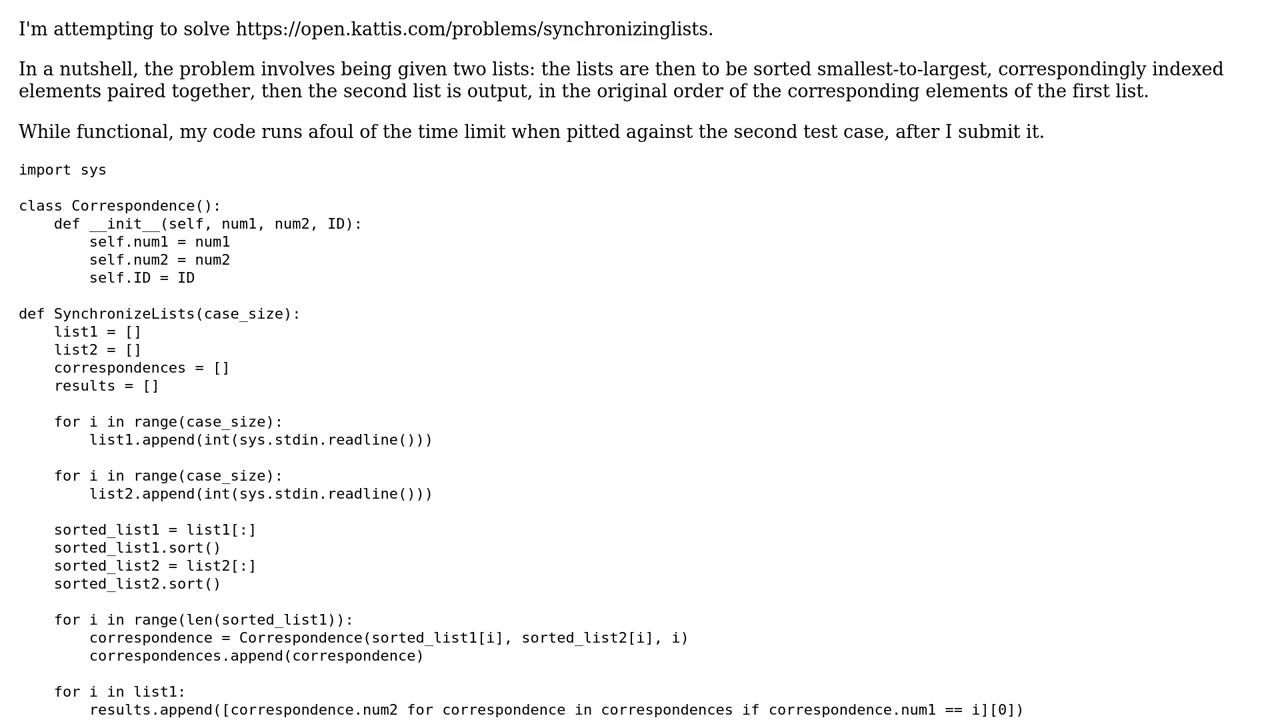 I'm attempting to solve https://open.kattis.com/problems/synchronizinglists.
In a nutshell, the problem involves being given two lists: the lists are then to be sorted smallest-to-largest, correspondingly indexed
elements paired together, then the second list is output, in the original order of the corresponding elements of the first list.
While functional, my code runs afoul of the time limit when pitted against the second test case, after I submit it.
import sys
class Correspondence():
    def __init__(self, num1, num2, ID):
        self.num1 = num1
        self.num2 = num2
        self.ID = ID
def SynchronizeLists(case_size):
    list1 = []
    list2 = []
    correspondences = []
    results = []
    for i in range(case_size):
        list1.append(int(sys.stdin.readline()))
    for i in range(case_size):
        list2.append(int(sys.stdin.readline()))
    sorted_list1 = list1[:]
    sorted_list1.sort()
    sorted_list2 = list2[:]
    sorted_list2.sort()
    for i in range(len(sorted_list1)):
        correspondence = Correspondence(sorted_list1[i], sorted_list2[i], i)
        correspondences.append(correspondence)
    for i in list1:
        results.append([correspondence.num2 for correspondence in correspondences if correspondence.num1 == i][0])